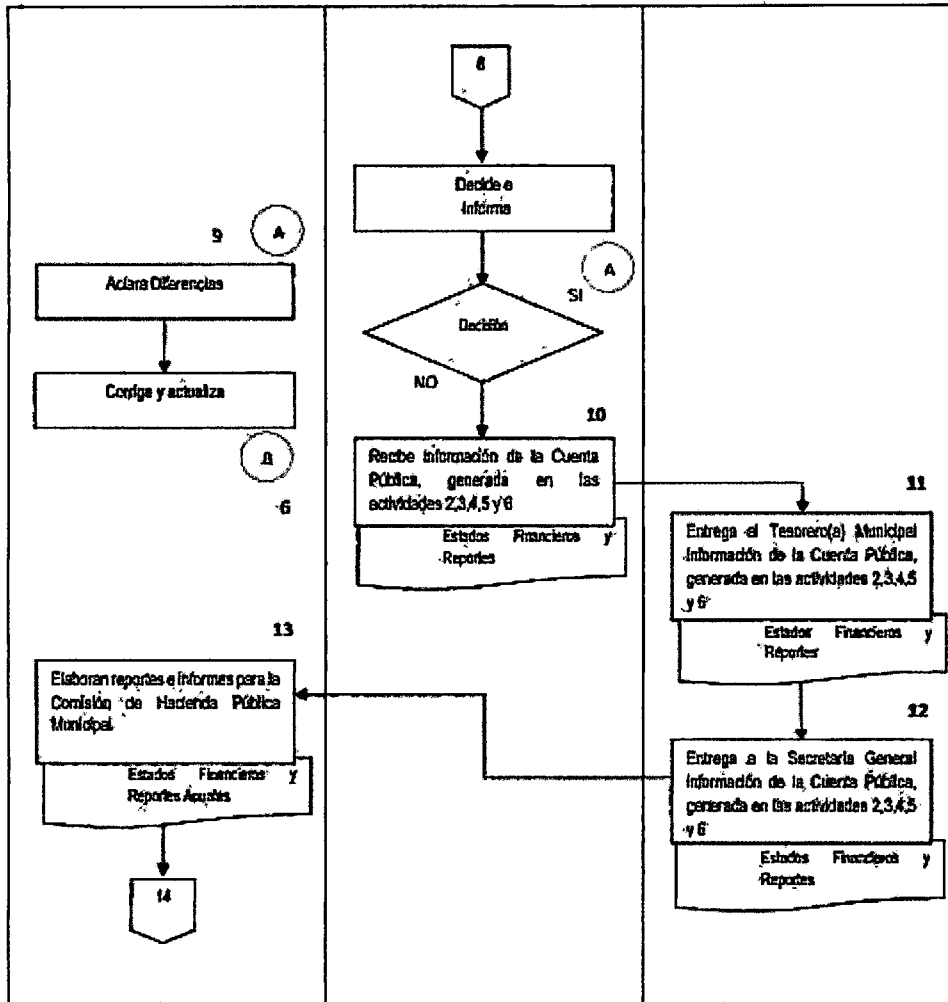 8
Decide e
Informa
9
A
Aclara Diferencias
Corrige y actualiza
6
A
SI
Decisión
NO
10
Recibe Información de la Cuenta
Pública, generada en las
actividades 2,3,4,5 y 6
Estados Financieros y
Reportes
11
Entrega al Tesorero(a) Municipal
Información de la Cuenta Pública,
generada en las actividades 2,3,4,5
y 6
Estados Financieros y
Reportes
12
Entrega a la Secretaria General
Información de la Cuenta Pública,
generada en las actividades 2,3,4,5
y 6
Estados Financieros y
Reportes
13
Elaboran reportes e informes para la
Comisión de Hacienda Pública
Municipal
Estados Financieros y
Reportes Anuales
14